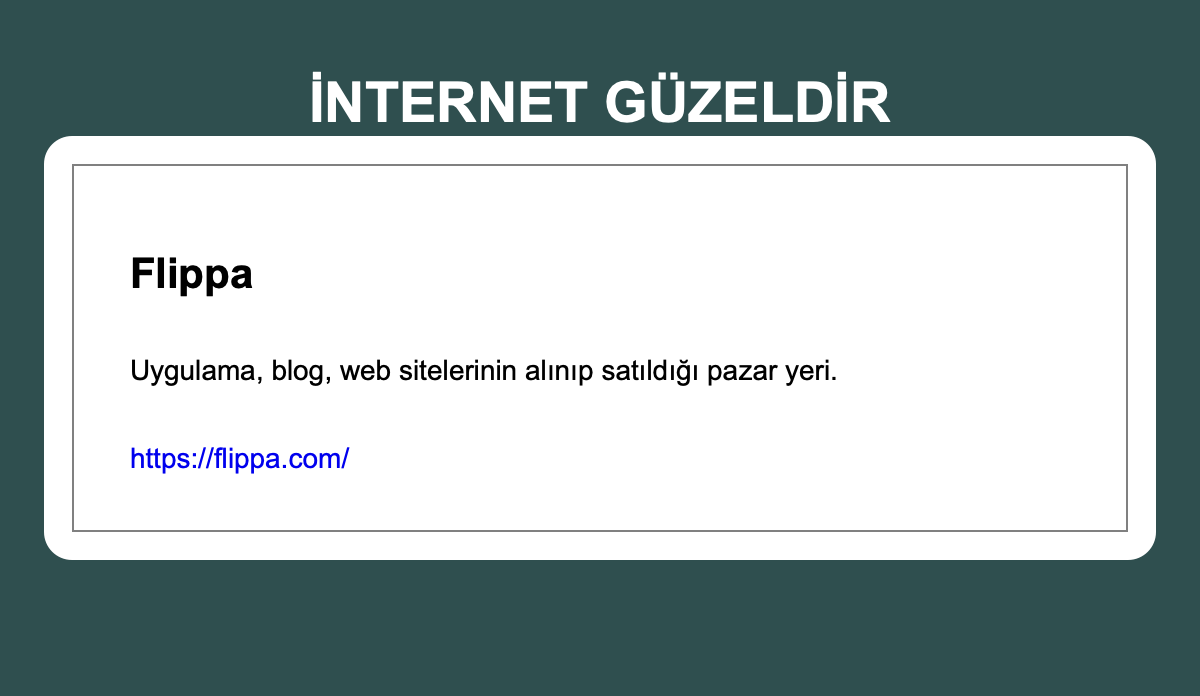 İNTERNET GÜZELDİR
Flippa
Uygulama, blog, web sitelerinin alınıp satıldığı pazar yeri.
https://flippa.com/